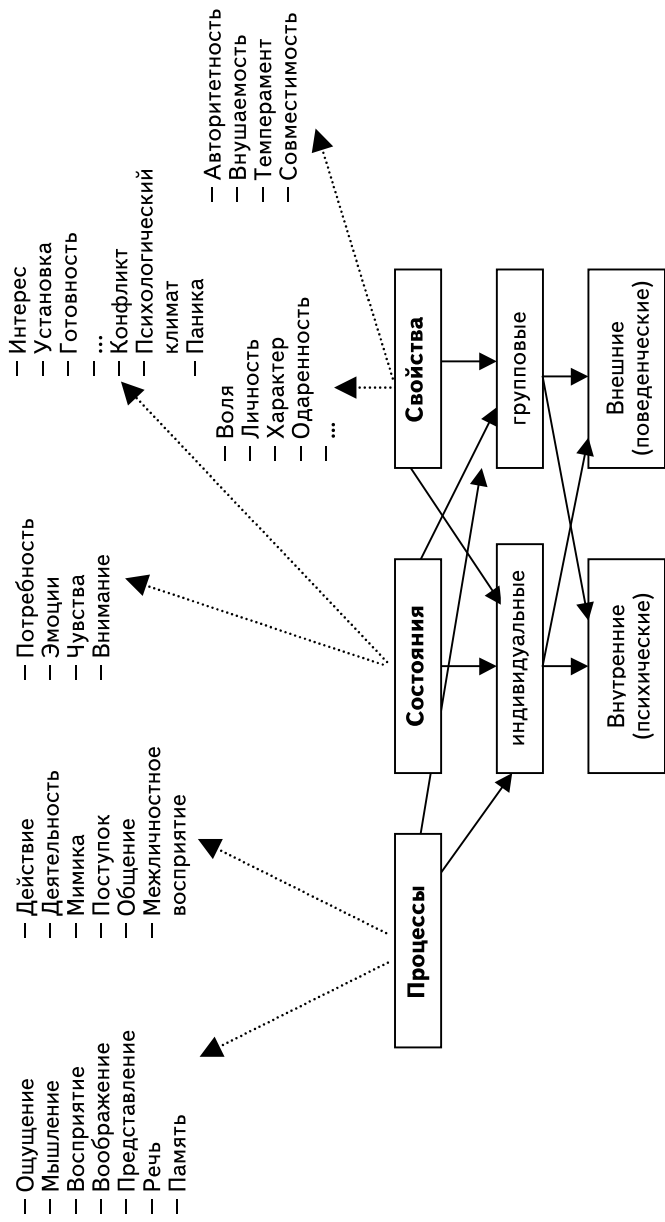 – Ощущение
– Мышление
– Восприятие
– Воображение
– Представление
– Речь
– Память
– Действие
– Деятельность
– Мимика
– Поступок
– Общение
– Межличностное
восприятие
– Потребность
– Эмоции
– Чувства
– Внимание
– Интерес
– Установка
– Готовность
– ...
– Конфликт
– Психологический
климат
– Паника
– Воля
– Личность
– Характер
– Одаренность
– ...
– Авторитетность
– Внушаемость
– Темперамент
– Совместимость
Процессы
Состояния
Свойства
индивидуальные
групповые
Внутренние
(психические)
Внешние
(поведенческие)